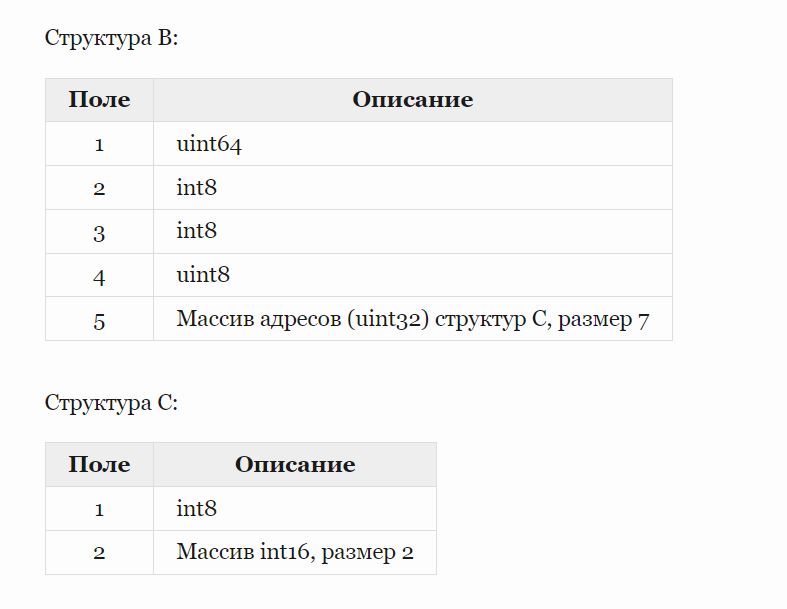 Структура B:
Поле Описание
1 uint64
2 int8
3 int8
4 uint8
5 Массив адресов (uint32) структур C, размер 7
Структура C:
Поле Описание
1 int8
2 Массив int16, размер 2